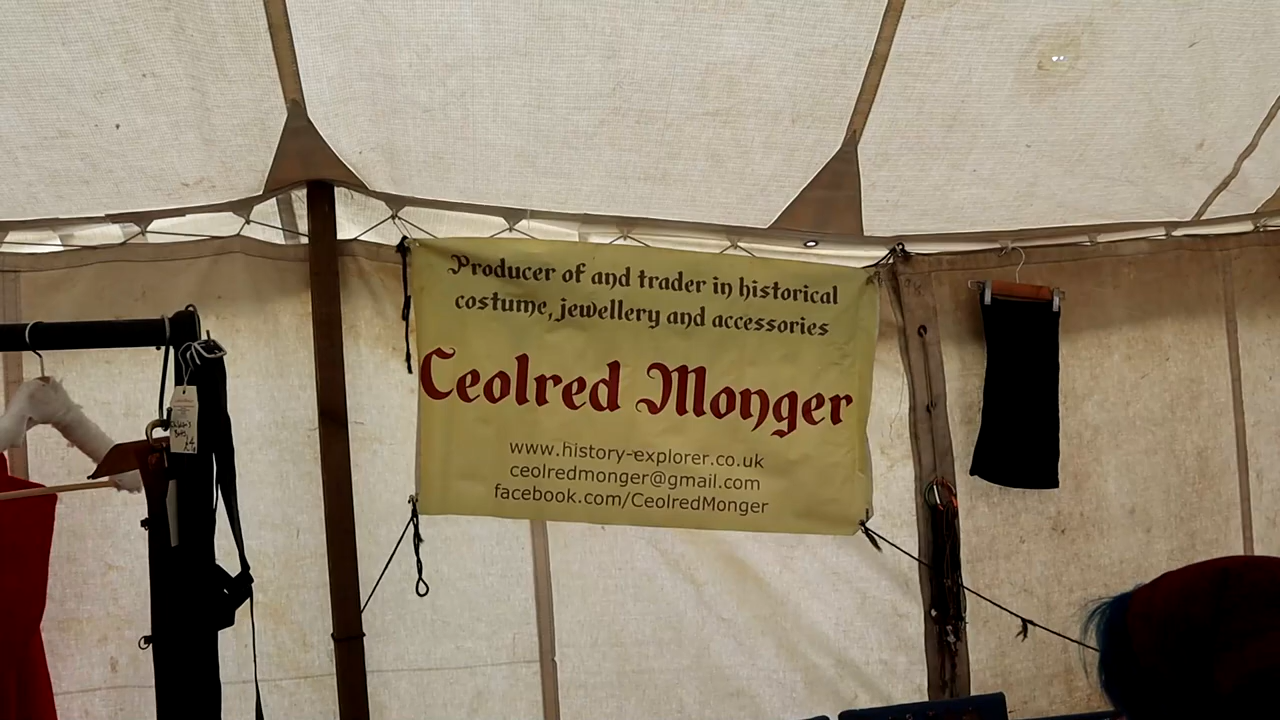 Producer of and trader in historical
costume, jewellery and accessories
Ceolred Monger
www.history-explorer.co.uk
ceolredmonger@gmail.com
facebook.com/CeolredMonger